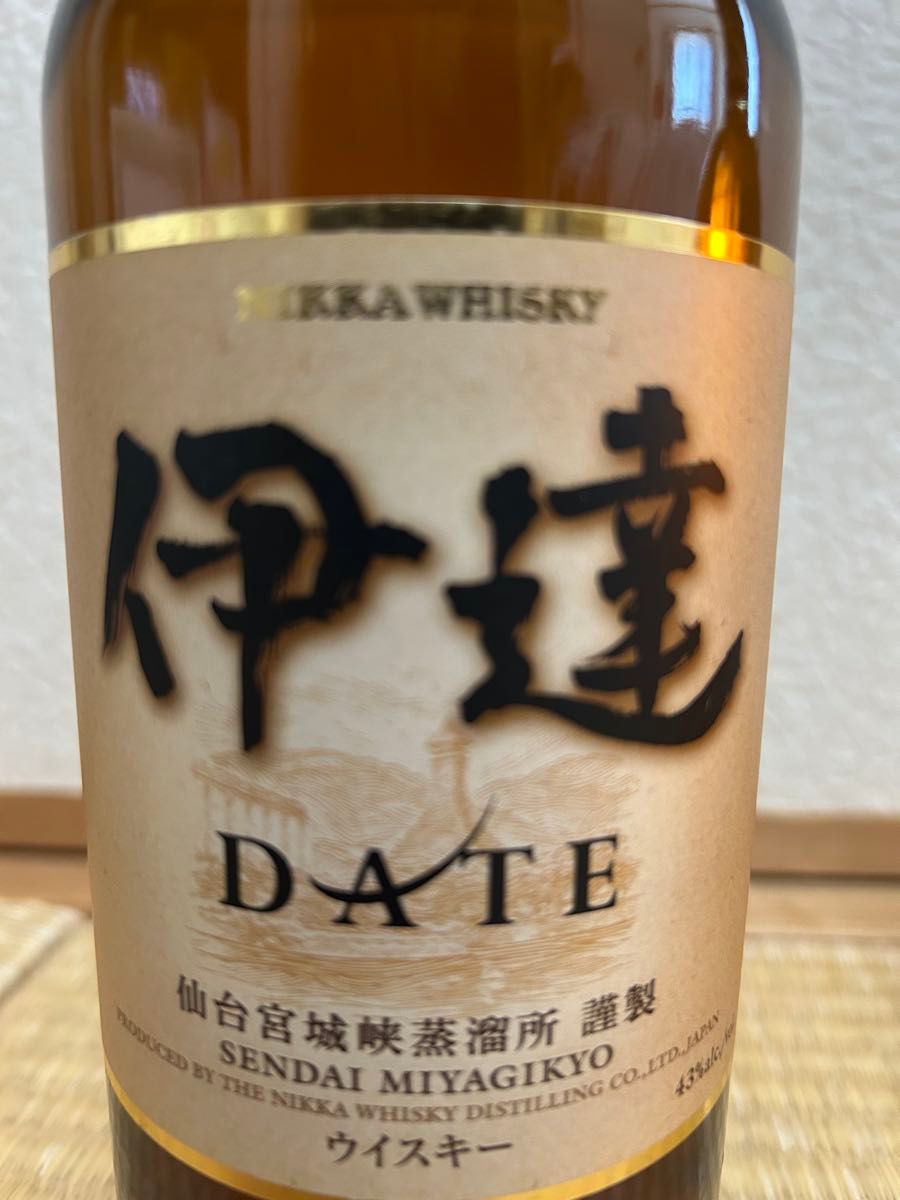 NIKKA WHISKY
伊達
DATE
仙台宮城峡蒸溜所 謹製
SENDAI MIYAGIKYO
PRODUCED BY THE NIKKA WHISKY DISTILLING CO.,LTD.,JAPAN
43%alc./vol
ウイスキー